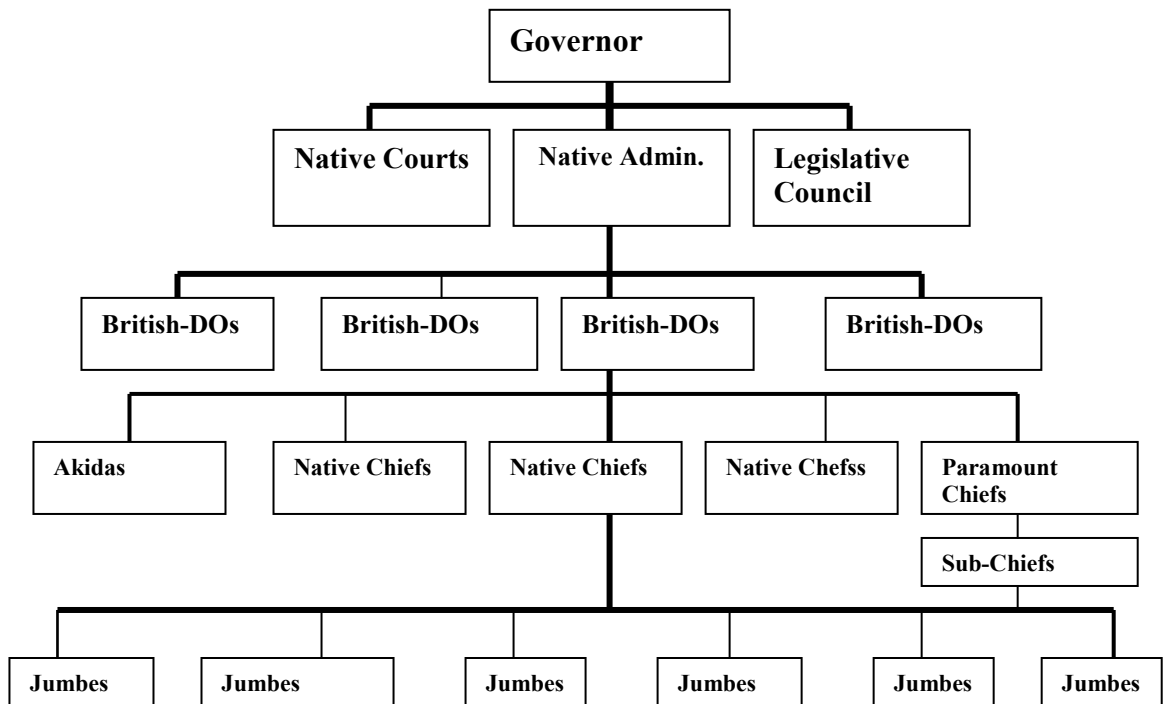 Governor
Native Courts
Native Admin.
Legislative
Council
British-DOs
British-DOs
British-DOs
British-DOs
Akidas
Native Chiefs
Native Chiefs
Native Chefss
Paramount
Chiefs
Sub-Chiefs
Jumbes
Jumbes
Jumbes
Jumbes
Jumbes
Jumbes